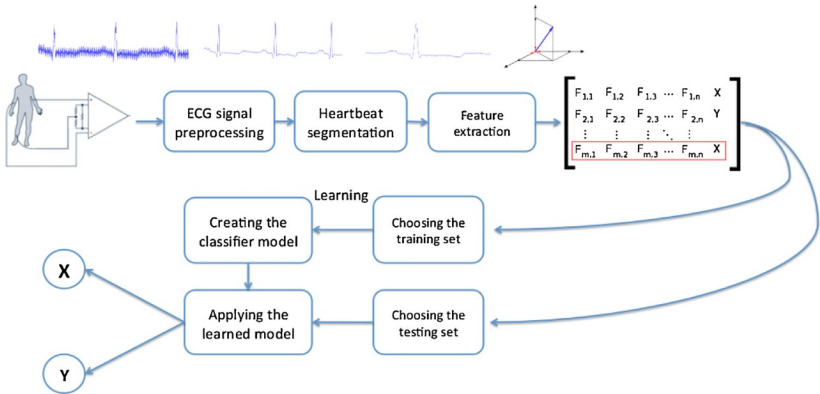 ECG signal
preprocessing
Heartbeat
segmentation
Feature
extraction
F1,1 F1,2 F1,3 ... F1,n X
F2,1 F2,2 F2,3 ... F2,n Y
⋮ ⋮ ⋮ ⋱ ⋮
Fm,1 Fm,2 Fm,3 ... Fm,n X
Learning
Creating the
classifier model
Choosing the
training set
X
Applying the
learned model
Choosing the
testing set
Y